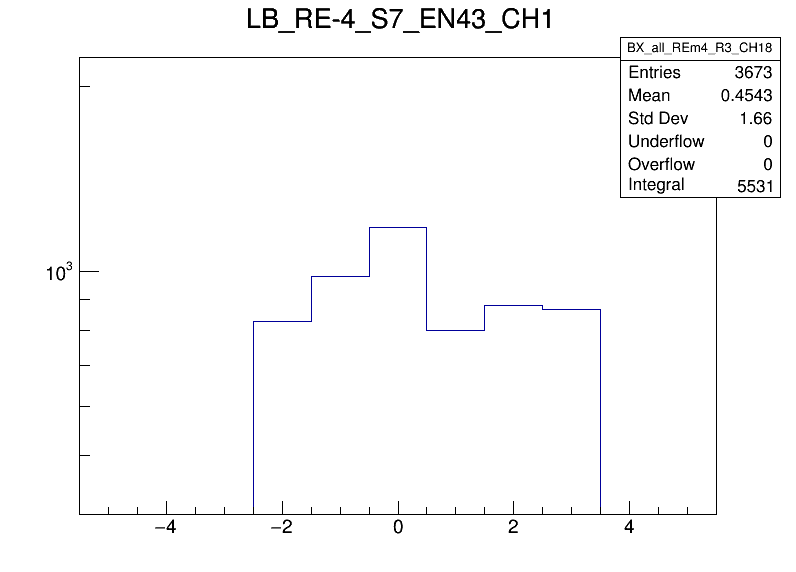 LB_RE-4_S7_EN43_CH1
BX_all_REm4_R3_CH18
Entries 3673
Mean 0.4543
Std Dev 1.66
Underflow 0
Overflow 0
Integral 5531
10³
−4 −2 0 2 4